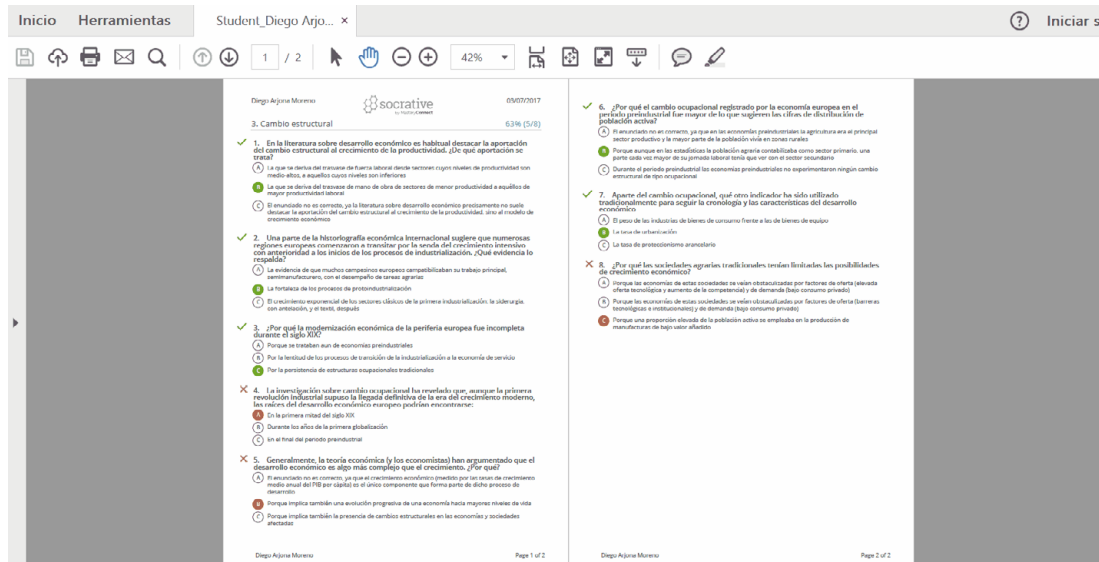 Inicio Herramientas Student_Diego Arjo... × ? Iniciar s
1 / 2 42%
Diego Arjona Moreno socrative 03/07/2017
by MasteryConnect
3. Cambio estructural 63% (5/8)
1. En la literatura sobre desarrollo económico es habitual destacar la aportación
del cambio estructural al crecimiento de la productividad. ¿De qué aportación se
trata?
A La que se deriva del trasvase de fuerza laboral desde sectores cuyos niveles de productividad son
medio-altos, a aquellos cuyos niveles son inferiores
B La que se deriva del trasvase de mano de obra de sectores de menor productividad a aquéllos de
mayor productividad laboral
C El enunciado no es correcto, ya la literatura sobre desarrollo económico precisamente no suele
destacar la aportación del cambio estructural al crecimiento de la productividad, sino al modelo de
crecimiento económico
2. Una parte de la historiografía económica internacional sugiere que numerosas
regiones europeas comenzaron a transitar por la senda del crecimiento intensivo
con anterioridad a los inicios de los procesos de industrialización. ¿Qué evidencia lo
respalda?
A La evidencia de que muchos campesinos europeos campatibilizaban su trabajo principal,
semimanufacturero, con el desempeño de tareas agrarias
B La fortaleza de los procesos de protoindustrialización
C El crecimiento exponencial de los sectores clásicos de la primera industrialización: la siderurgia,
con antelación, y el textil, después
3. ¿Por qué la modernización económica de la periferia europea fue incompleta
durante el siglo XIX?
A Porque se trataban aun de economías preindustriales
B Por la lentitud de los procesos de transición de la industrialización a la economía de servicio
C Por la persistencia de estructuras ocupacionales tradicionales
4. La investigación sobre cambio ocupacional ha revelado que, aunque la primera
revolución industrial supuso la llegada definitiva de la era del crecimiento moderno,
las raíces del desarrollo económico europeo podrían encontrarse:
A En la primera mitad del siglo XIX
B Durante los años de la primera globalización
C En el final del periodo preindustrial
5. Generalmente, la teoría económica (y los economistas) han argumentado que el
desarrollo económico es algo más complejo que el crecimiento. ¿Por qué?
A El enunciado no es correcto, ya que el crecimiento económico (medido por las tasas de crecimiento
medio anual del PIB per cápita) es el único componente que forma parte de dicho proceso de
desarrollo
B Porque implica también una evolución progresiva de una economía hacia mayores niveles de vida
C Porque implica también la presencia de cambios estructurales en las economías y sociedades
afectadas
Diego Arjona Moreno Page 1 of 2
6. ¿Por qué el cambio ocupacional registrado por la economía europea en el
periodo preindustrial fue mayor de lo que sugieren las cifras de distribución de
población activa?
A El enunciado no es correcto, ya que en las economías preindustriales la agricultura era el principal
sector productivo y la mayor parte de la población vivía en zonas rurales
B Porque aunque en las estadísticas la población agraria contabilizaba como sector primario, una
parte cada vez mayor de su jornada laboral tenía que ver con el sector secundario
C Durante el periodo preindustrial las economías preindustriales no experimentaron ningún cambio
estructural de tipo ocupacional
7. Aparte del cambio ocupacional, qué otro indicador ha sido utilizado
tradicionalmente para seguir la cronología y las características del desarrollo
económico
A El peso de las industrias de bienes de consumo frente a las de bienes de equipo
B La tasa de urbanización
C La tasa de proteccionismo arancelario
8. ¿Por qué las sociedades agrarias tradicionales tenían limitadas las posibilidades
de crecimiento económico?
A Porque las economías de estas sociedades se veían obstaculizadas por factores de oferta (elevada
oferta tecnológica y aumento de la competencia) y de demanda (bajo consumo privado)
B Porque las economías de estas sociedades se veían obstaculizadas por factores de oferta (barreras
tecnológicas e institucionales) y de demanda (bajo consumo privado)
C Porque una proporción elevada de la población activa se empleaba en la producción de
manufacturas de bajo valor añadido
Diego Arjona Moreno Page 2 of 2